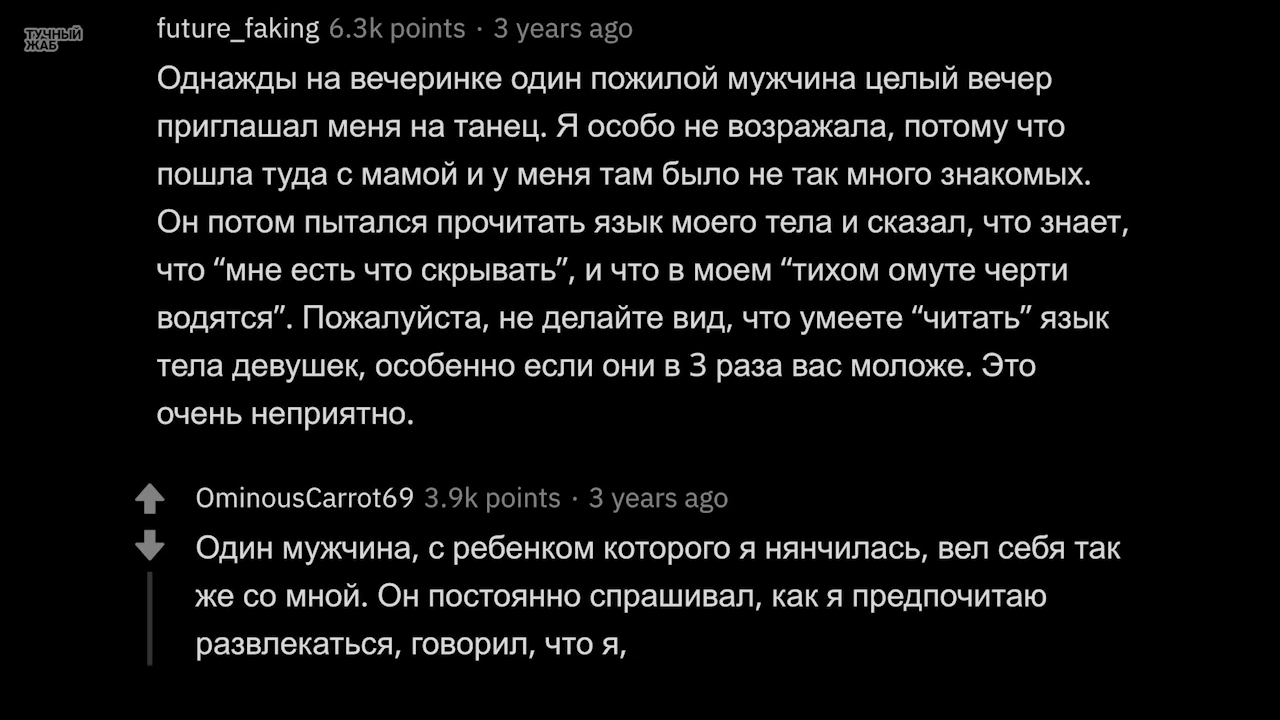 ТУЧНЫЙ
ЖАБ
future_faking 6.3k points · 3 years ago
Однажды на вечеринке один пожилой мужчина целый вечер
приглашал меня на танец. Я особо не возражала, потому что
пошла туда с мамой и у меня там было не так много знакомых.
Он потом пытался прочитать язык моего тела и сказал, что знает,
что “мне есть что скрывать”, и что в моем “тихом омуте черти
водятся”. Пожалуйста, не делайте вид, что умеете “читать” язык
тела девушек, особенно если они в 3 раза вас моложе. Это
очень неприятно.
OminousCarrot69 3.9k points · 3 years ago
Один мужчина, с ребенком которого я нянчилась, вел себя так
же со мной. Он постоянно спрашивал, как я предпочитаю
развлекаться, говорил, что я,